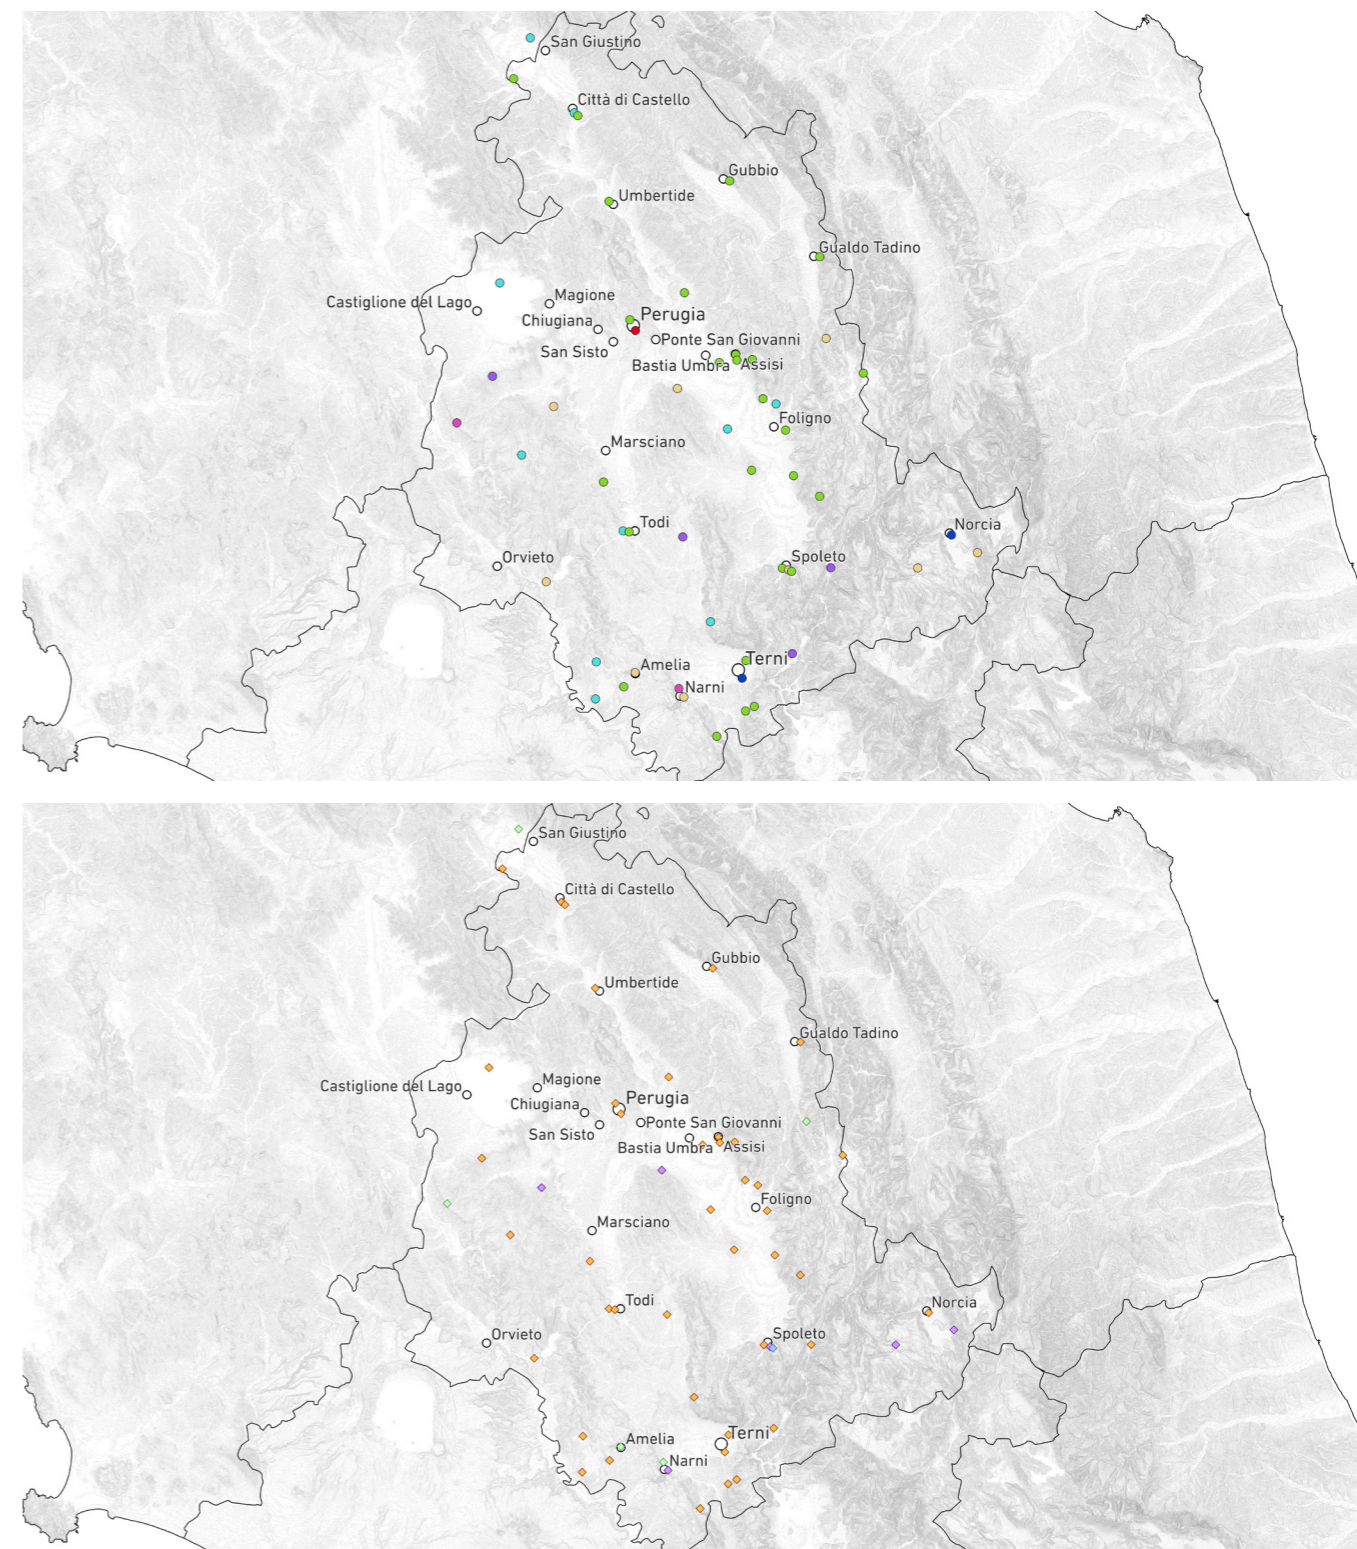 San Giustino
Città di Castello
Gubbio
Umbertide
Gualdo Tadino
Castiglione del Lago
Magione
Chiugiana
Perugia
San Sisto
Ponte San Giovanni
Bastia Umbra
Assisi
Foligno
Marsciano
Todi
Norcia
Orvieto
Spoleto
Amelia
Terni
Narni
San Giustino
Città di Castello
Gubbio
Umbertide
Gualdo Tadino
Castiglione del Lago
Magione
Chiugiana
Perugia
San Sisto
Ponte San Giovanni
Bastia Umbra
Assisi
Foligno
Marsciano
Todi
Norcia
Orvieto
Spoleto
Amelia
Terni
Narni